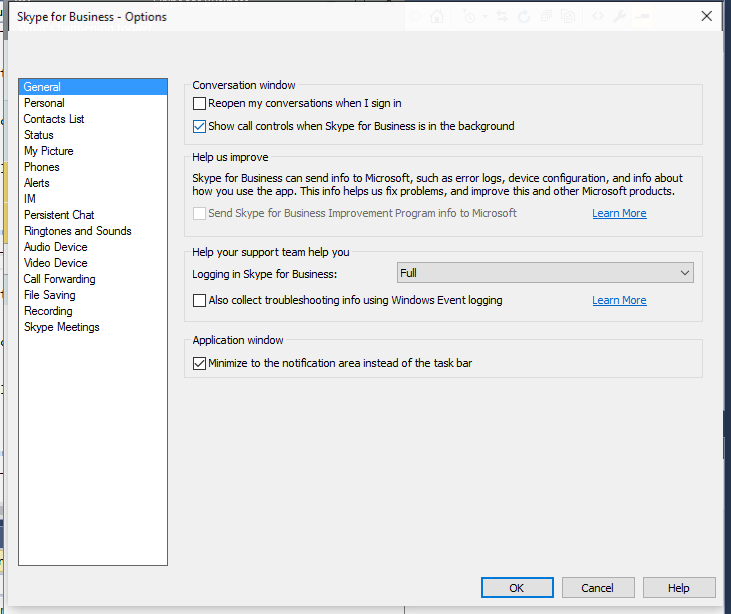 Skype for Business - Options
General
Personal
Contacts List
Status
My Picture
Phones
Alerts
IM
Persistent Chat
Ringtones and Sounds
Audio Device
Video Device
Call Forwarding
File Saving
Recording
Skype Meetings
Conversation window
Reopen my conversations when I sign in
Show call controls when Skype for Business is in the background
Help us improve
Skype for Business can send info to Microsoft, such as error logs, device configuration, and info about
how you use the app. This info helps us fix problems, and improve this and other Microsoft products.
Send Skype for Business Improvement Program info to Microsoft
Learn More
Help your support team help you
Logging in Skype for Business:
Full
Also collect troubleshooting info using Windows Event logging
Learn More
Application window
Minimize to the notification area instead of the task bar
OK
Cancel
Help